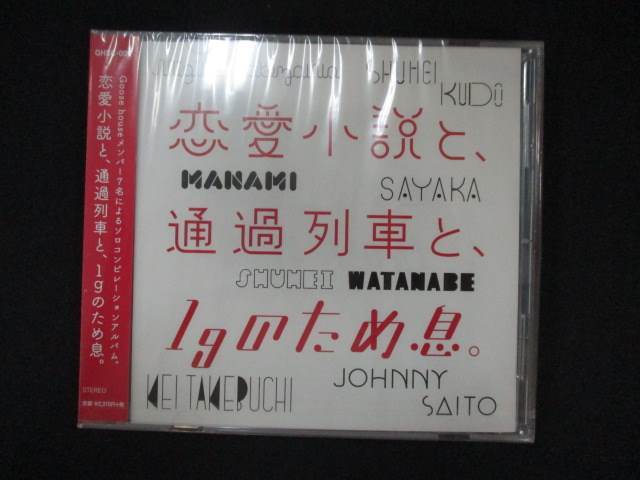 Goose houseメンバー7名によるソロコンピレーションアルバム。
恋愛小説と、通過列車と、1gのため息。
STEREO
SHUHEI
KUDO
恋愛小説と、
MANAMI
SAYAKA
通過列車と、
SHUHEI WATANABE
1gのため息。
KEI TAKEBUCHI
JOHNNY
SAITO